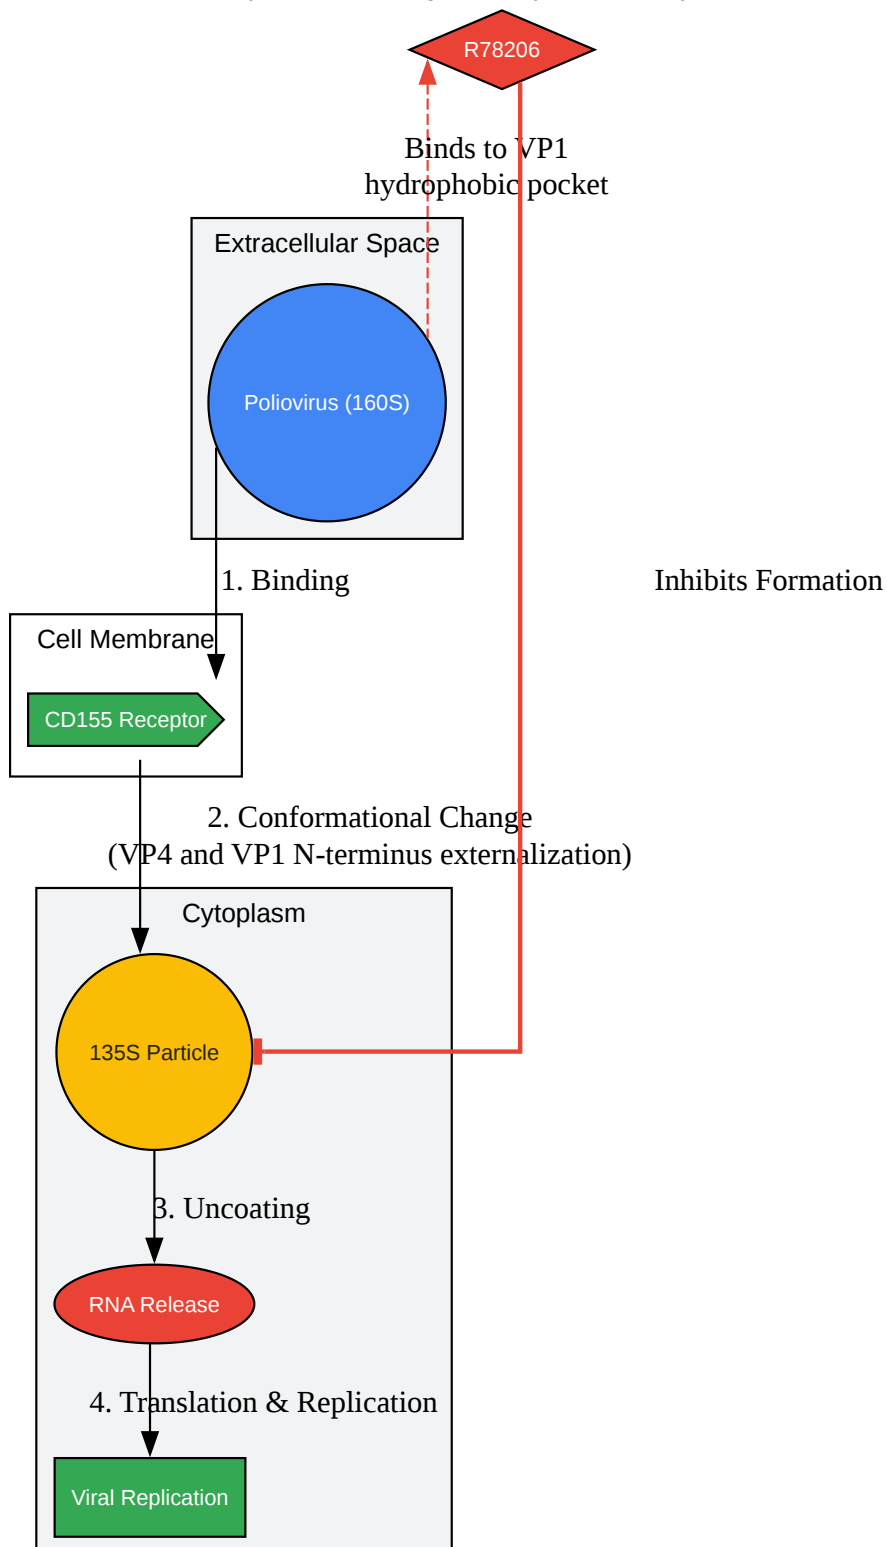 R78206
Binds to VP1
hydrophobic pocket
Extracellular Space
Poliovirus (160S)
1. Binding
Inhibits Formation
Cell Membrane
CD155 Receptor
2. Conformational Change
(VP4 and VP1 N-terminus externalization)
Cytoplasm
135S Particle
3. Uncoating
RNA Release
4. Translation & Replication
Viral Replication